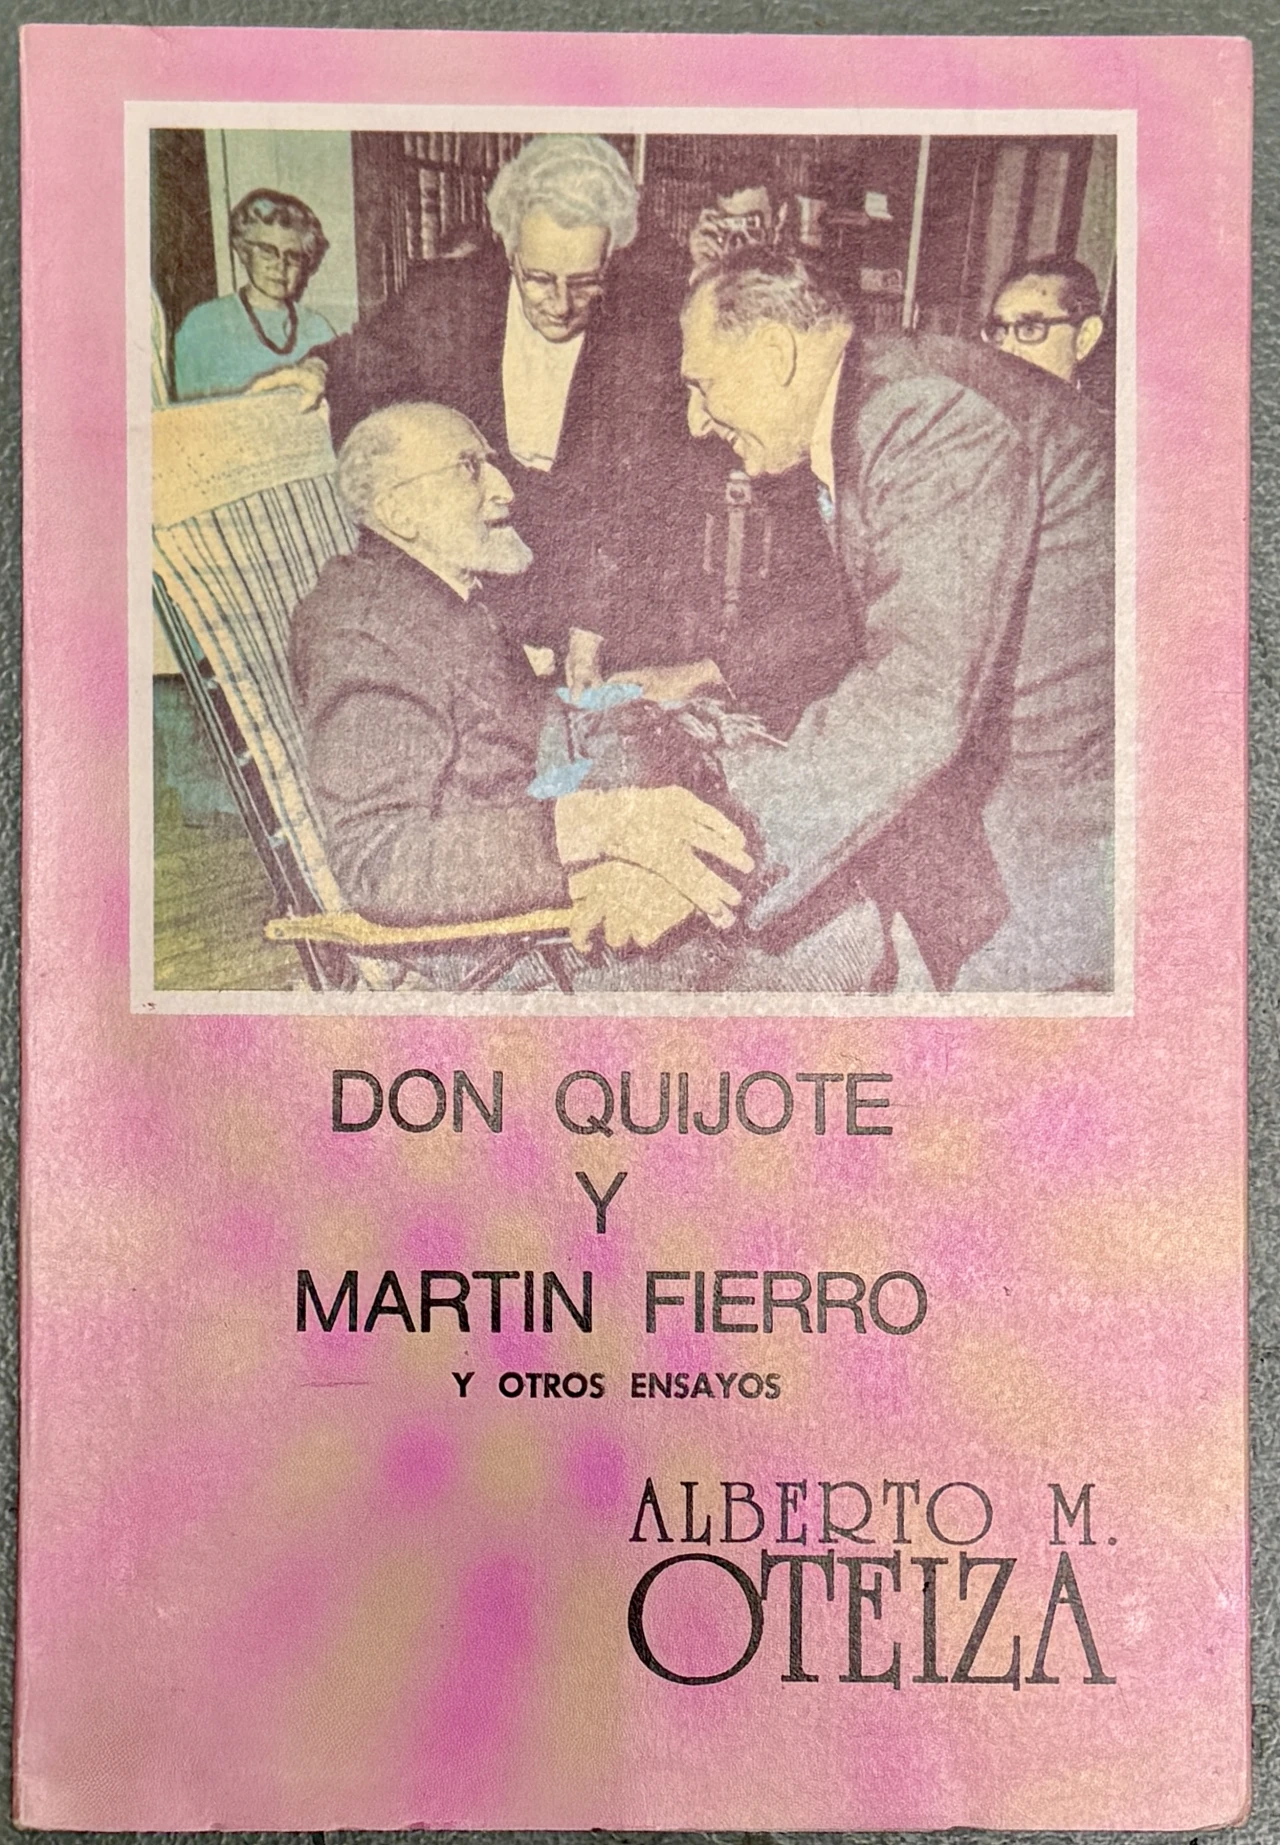 DON QUIJOTE
Y
MARTIN FIERRO
Y OTROS ENSAYOS
ALBERTO M.
OTEIZA